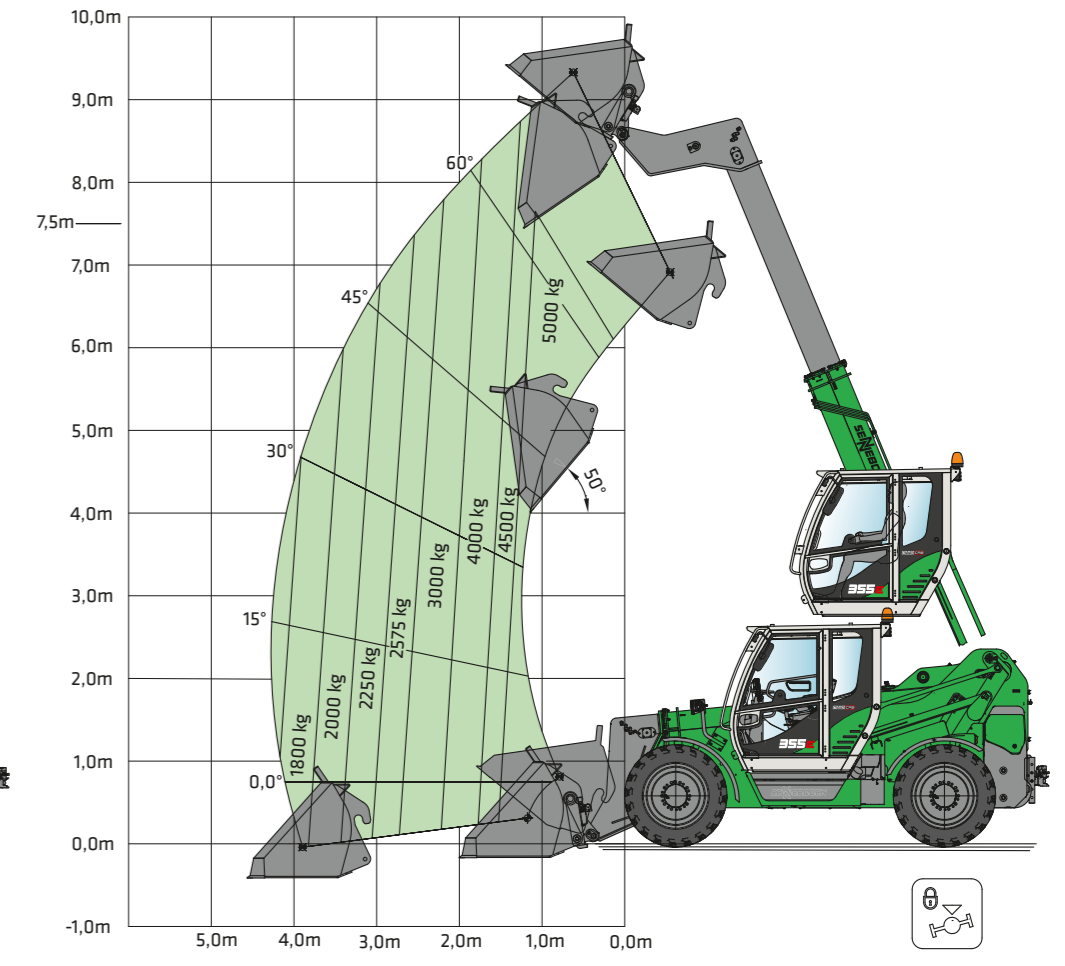 10,0m
9,0m
8,0m
7,5m
7,0m
6,0m
5,0m
4,0m
3,0m
2,0m
1,0m
0,0m
-1,0m
5,0m
4,0m
3,0m
2,0m
1,0m
0,0m
60°
45°
30°
15°
0,0°
50°
5000 kg
4500 kg
4000 kg
3000 kg
2575 kg
2250 kg
2000 kg
1800 kg
355E
355E